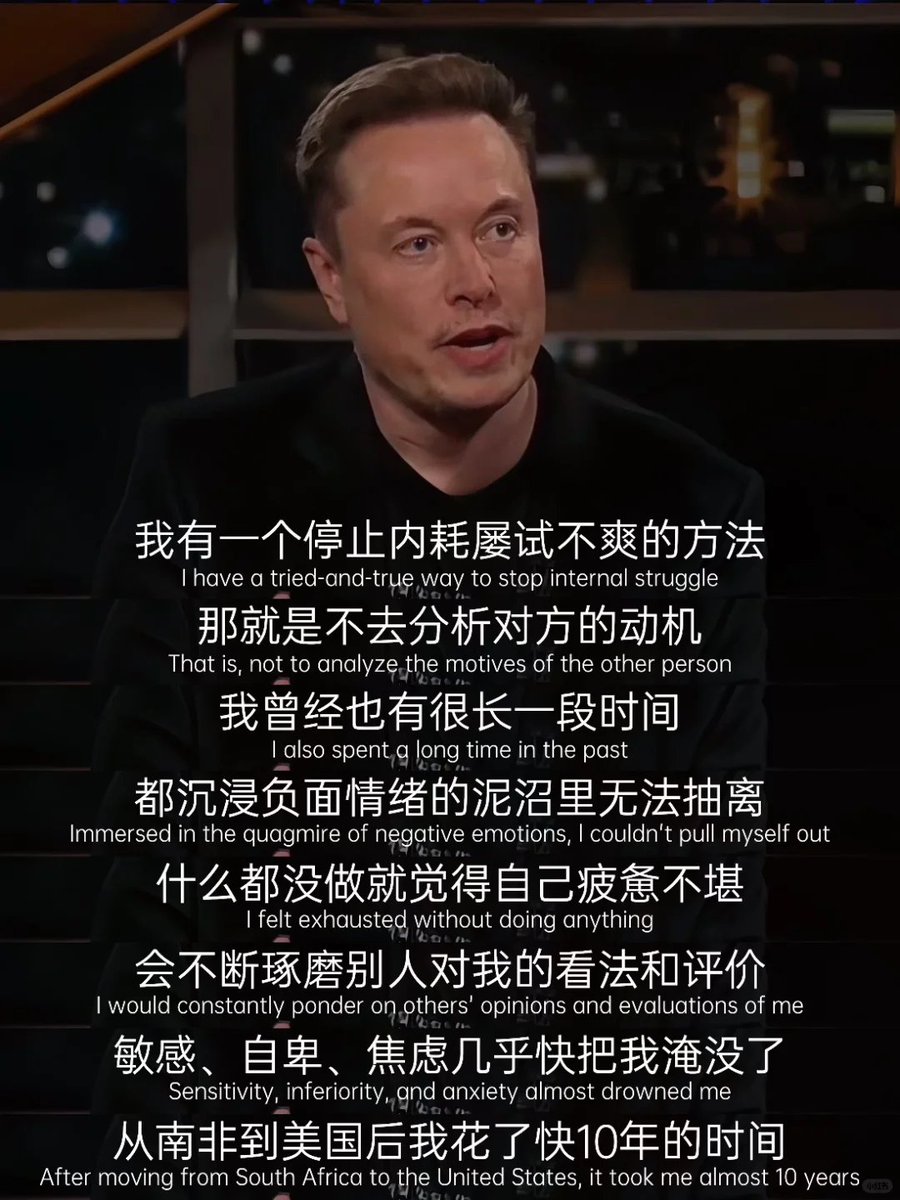 我有一个停止内耗屡试不爽的方法
I have a tried-and-true way to stop internal struggle
那就是不去分析对方的动机
That is, not to analyze the motives of the other person
我曾经也有很长一段时间
I also spent a long time in the past
都沉浸负面情绪的泥沼里无法抽离
Immersed in the quagmire of negative emotions, I couldn't pull myself out
什么都没做就觉得自己疲惫不堪
I felt exhausted without doing anything
会不断琢磨别人对我的看法和评价
I would constantly ponder on others' opinions and evaluations of me
敏感、自卑、焦虑几乎快把我淹没了
Sensitivity, inferiority, and anxiety almost drowned me
从南非到美国后我花了快10年的时间
After moving from South Africa to the United States, it took me almost 10 years